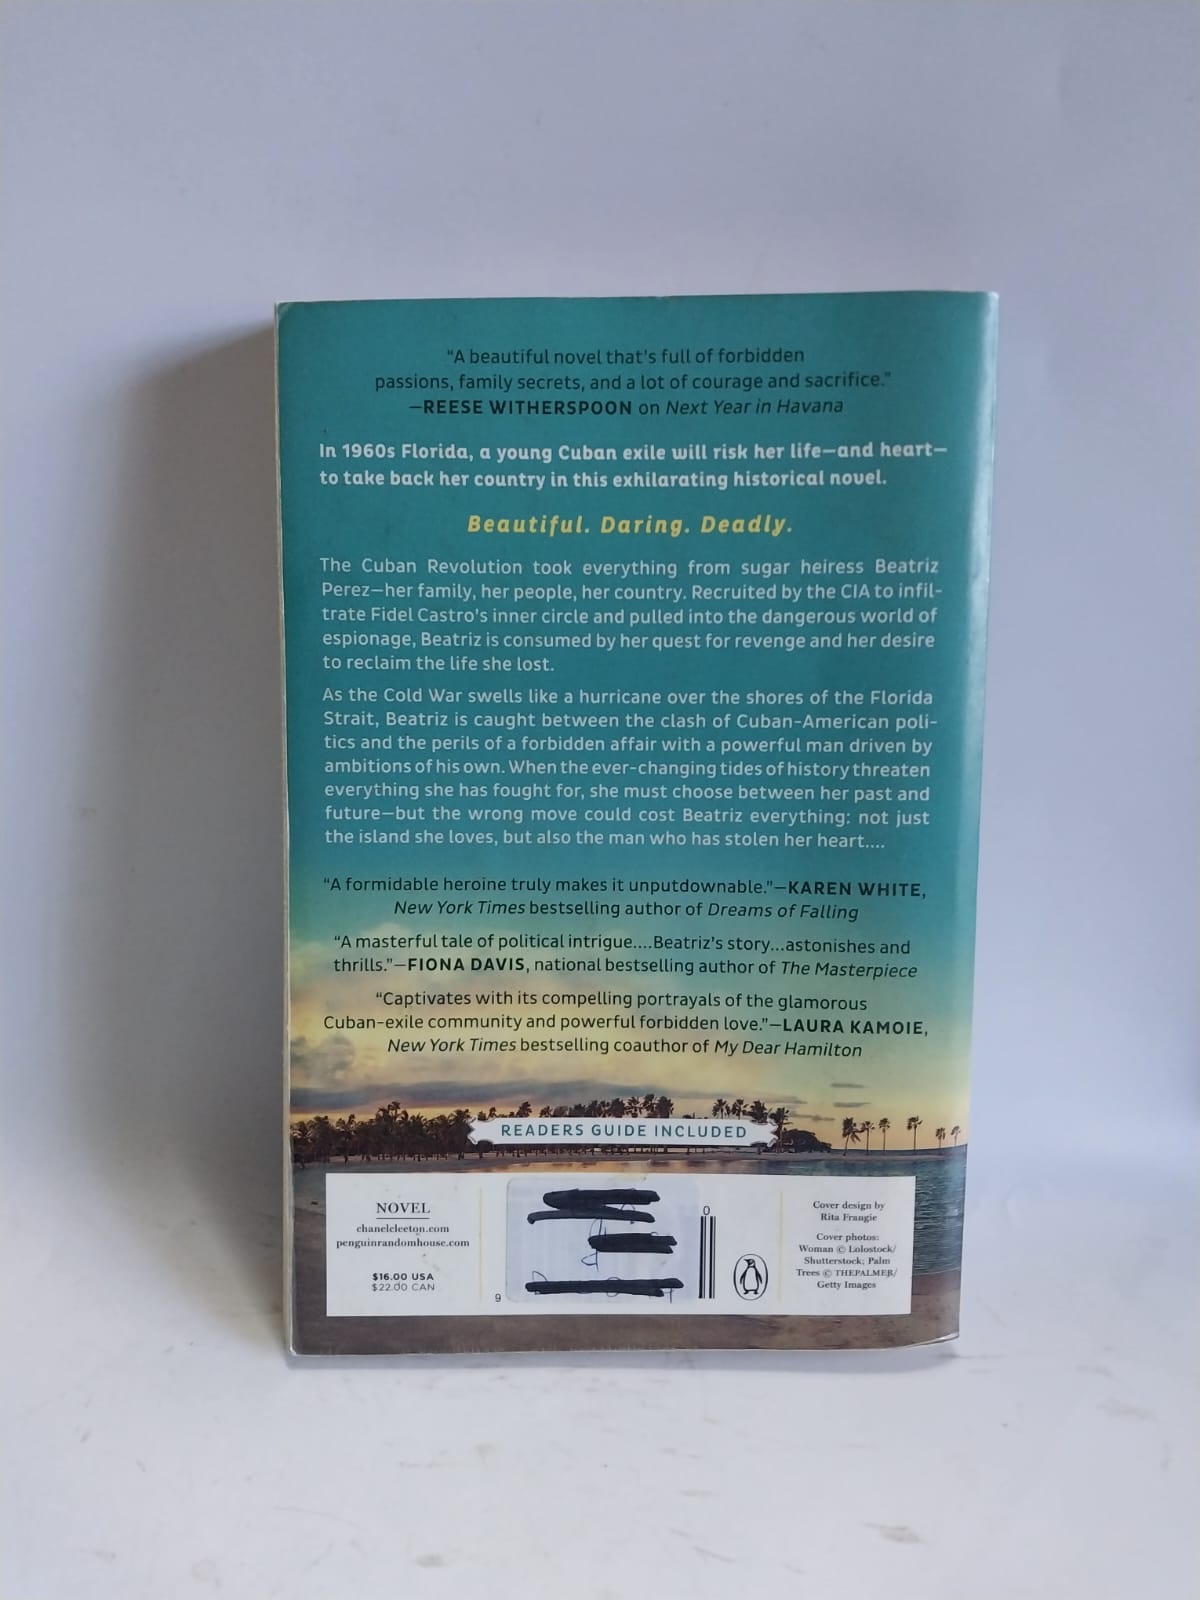 “A beautiful novel that’s full of forbidden
passions, family secrets, and a lot of courage and sacrifice.”
—REESE WITHERSPOON on Next Year in Havana
In 1960s Florida, a young Cuban exile will risk her life—and heart—
to take back her country in this exhilarating historical novel.
Beautiful. Daring. Deadly.
The Cuban Revolution took everything from sugar heiress Beatriz
Perez—her family, her people, her country. Recruited by the CIA to infil-
trate Fidel Castro’s inner circle and pulled into the dangerous world of
espionage, Beatriz is consumed by her quest for revenge and her desire
to reclaim the life she lost.
As the Cold War swells like a hurricane over the shores of the Florida
Strait, Beatriz is caught between the clash of Cuban-American poli-
tics and the perils of a forbidden affair with a powerful man driven by
ambitions of his own. When the ever-changing tides of history threaten
everything she has fought for, she must choose between her past and
future—but the wrong move could cost Beatriz everything: not just
the island she loves, but also the man who has stolen her heart....
“A formidable heroine truly makes it unputdownable.”—KAREN WHITE,
New York Times bestselling author of Dreams of Falling
“A masterful tale of political intrigue....Beatriz’s story...astonishes and
thrills.”—FIONA DAVIS, national bestselling author of The Masterpiece
“Captivates with its compelling portrayals of the glamorous
Cuban-exile community and powerful forbidden love.”—LAURA KAMOIE,
New York Times bestselling coauthor of My Dear Hamilton
READERS GUIDE INCLUDED
NOVEL
chanelcleeton.com
penguinrandomhouse.com
$16.00 USA
$22.00 CAN
9
0
Cover design by
Rita Frangie
Cover photos:
Woman © Lolostock/
Shutterstock; Palm
Trees © THEPALMER/
Getty Images